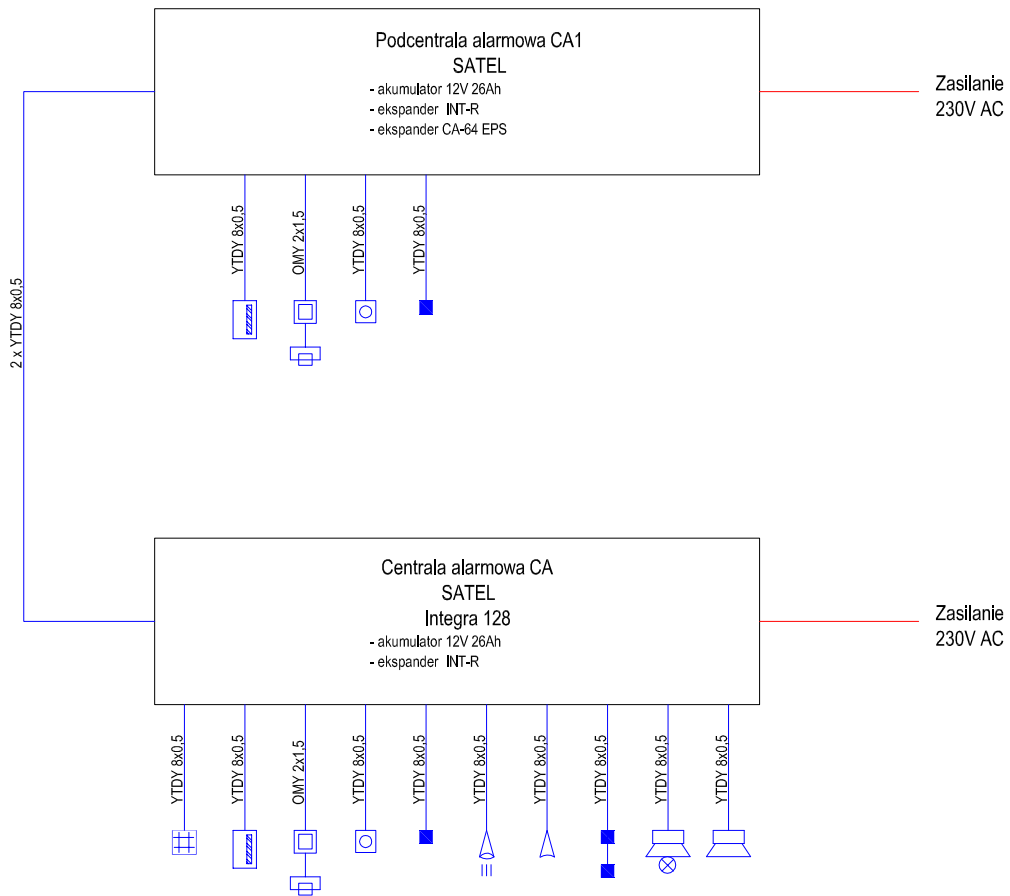 Podcentrala alarmowa CA1
SATEL
- akumulator 12V 26Ah
- ekspander INT-R
- ekspander CA-64 EPS
Zasilanie
230V AC
YTDY 8x0,5
OMY 2x1,5
YTDY 8x0,5
YTDY 8x0,5
2 x YTDY 8x0,5
Centrala alarmowa CA
SATEL
Integra 128
- akumulator 12V 26Ah
- ekspander INT-R
Zasilanie
230V AC
YTDY 8x0,5
YTDY 8x0,5
OMY 2x1,5
YTDY 8x0,5
YTDY 8x0,5
YTDY 8x0,5
YTDY 8x0,5
YTDY 8x0,5
YTDY 8x0,5
YTDY 8x0,5